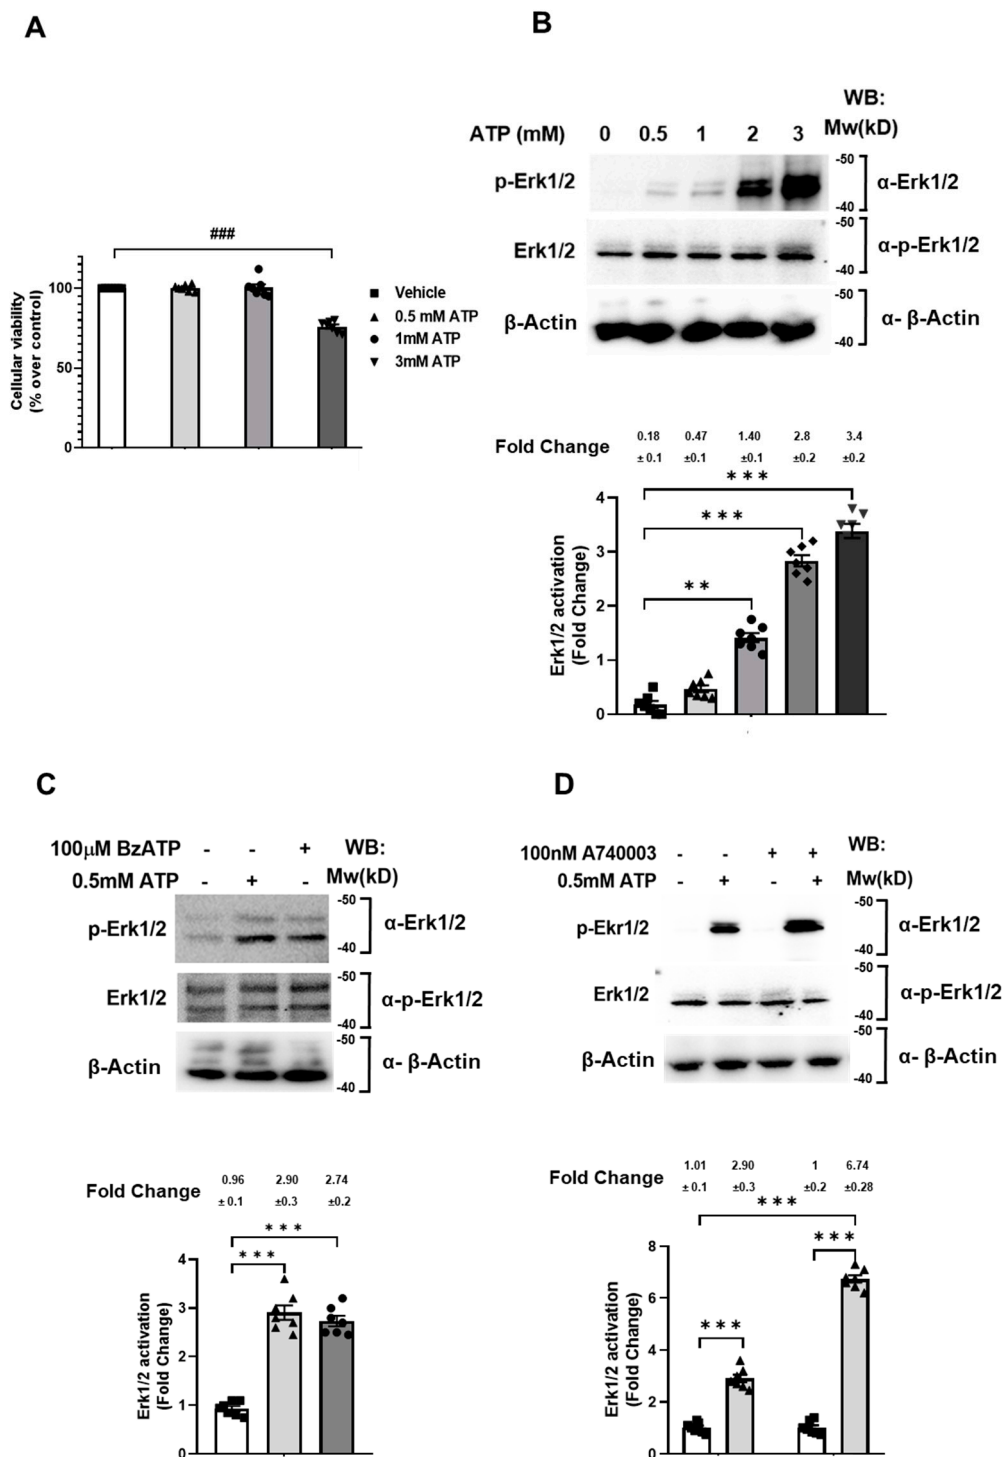 A
###
Cellular viability
(% over control)
100
50
0
Vehicle
0.5 mM ATP
1mM ATP
3mM ATP
B
WB:
ATP (mM) 0 0.5 1 2 3 Mw(kD)
p-Erk1/2 -50 -40 α-Erk1/2
Erk1/2 -50 -40 α-p-Erk1/2
β-Actin -50 -40 α- β-Actin
Fold Change 0.18 0.47 1.40 2.8 3.4
± 0.1 ±0.1 ±0.1 ±0.2 ±0.2
***
***
**
Erk1/2 activation
(Fold Change)
4
3
2
1
0
C
100μM BzATP - - + WB:
0.5mM ATP - + - Mw(kD)
p-Erk1/2 -50 -40 α-Erk1/2
Erk1/2 -50 -40 α-p-Erk1/2
β-Actin -50 -40 α- β-Actin
Fold Change 0.96 2.90 2.74
± 0.1 ±0.3 ±0.2
***
***
Erk1/2 activation
(Fold Change)
4
3
2
1
0
D
100nM A740003 - - + + WB:
0.5mM ATP - + - + Mw(kD)
p-Ekr1/2 -50 -40 α-Erk1/2
Erk1/2 -50 -40 α-p-Erk1/2
β-Actin -50 -40 α- β-Actin
Fold Change 1.01 2.90 1 6.74
± 0.1 ±0.3 ±0.2 ±0.28
***
***
***
Erk1/2 activation
(Fold Change)
8
6
4
2
0